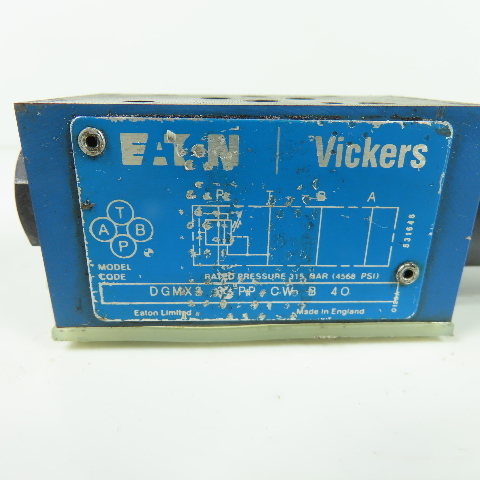 EATON Vickers
P T B A
T
A B
P
531648
MODEL
CODE
RATED PRESSURE 315 BAR (4568 PSI)
DGMX2 PP CW B 40
Eaton Limited Made in England